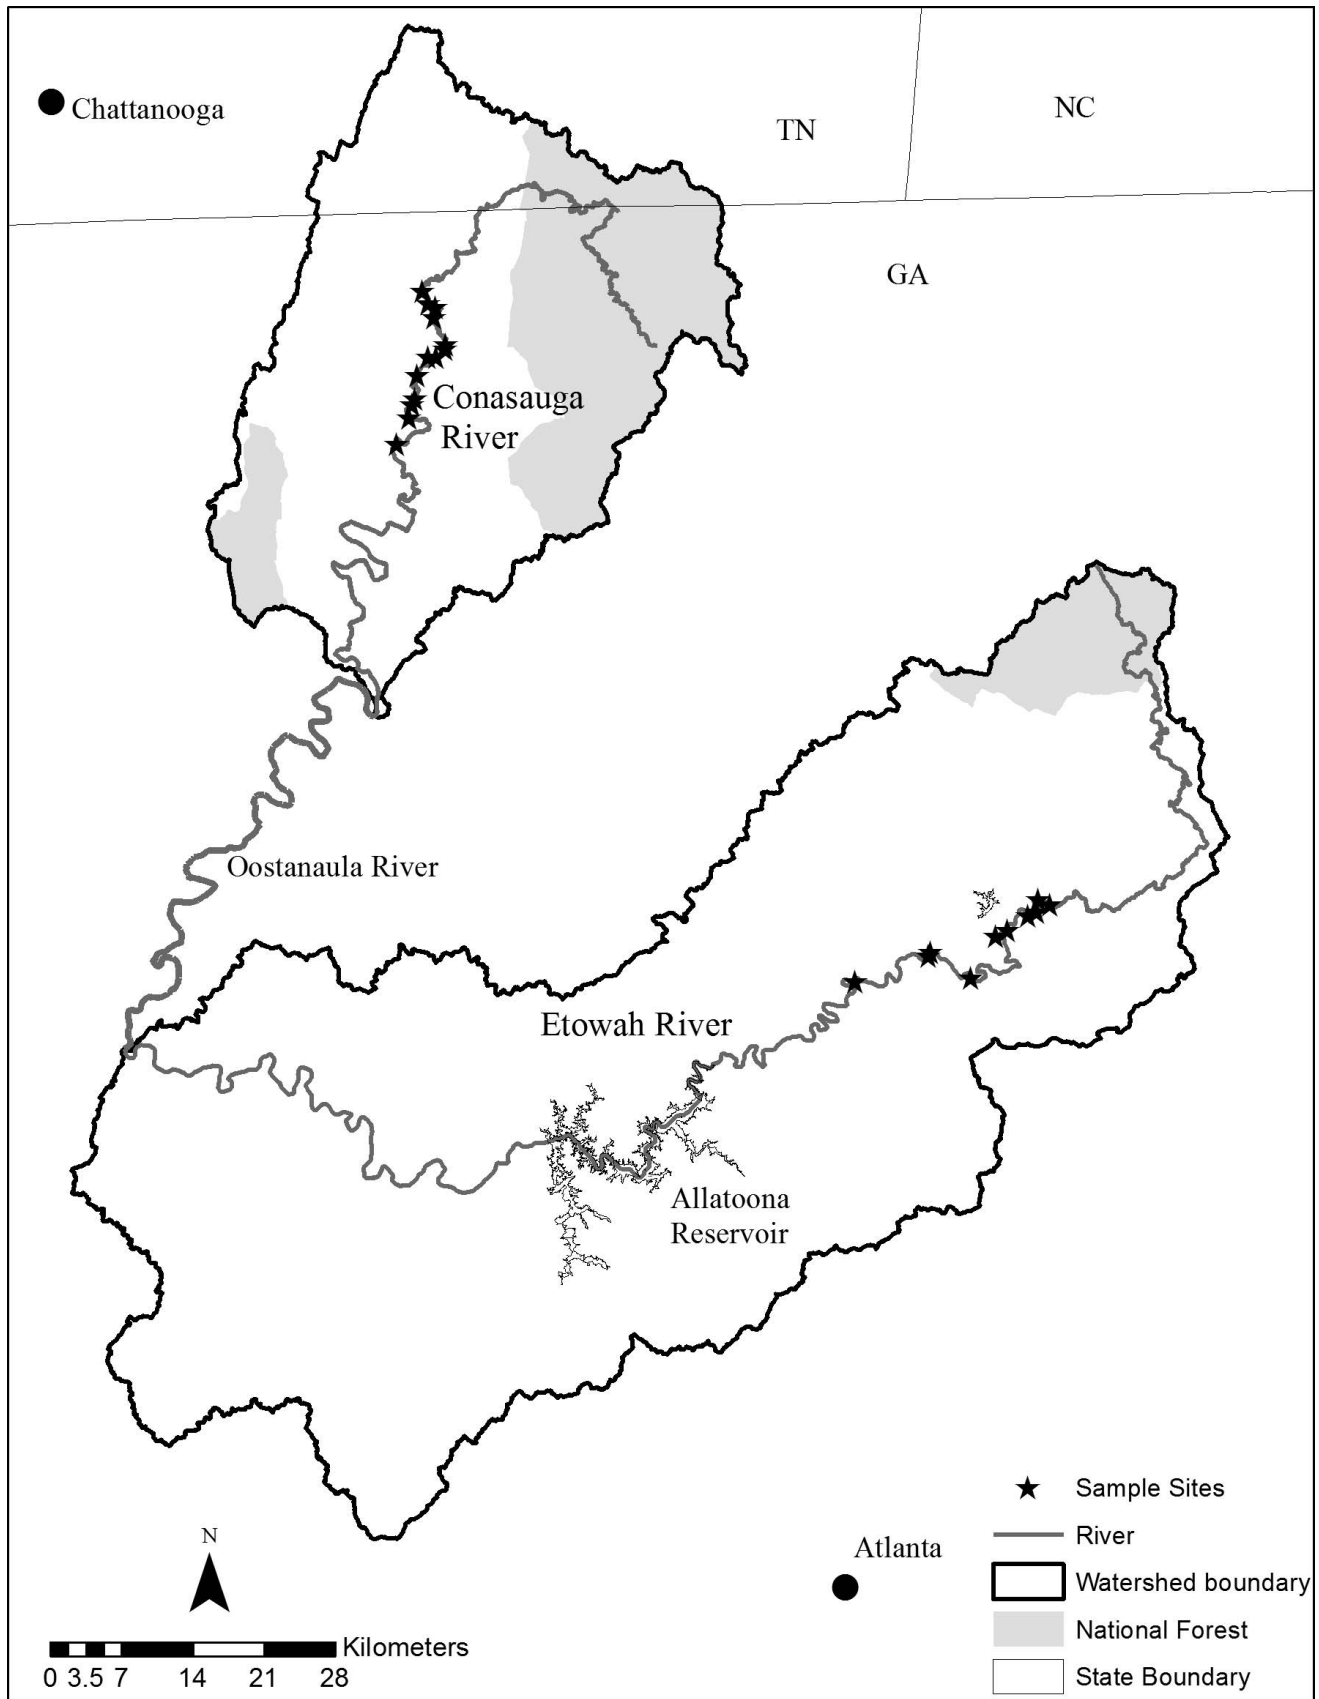 Chattanooga
TN
NC
GA
Conasauga
River
Oostanaula River
Etowah River
Allatoona
Reservoir
Atlanta
N
Kilometers
0 3.5 7 14 21 28
Sample Sites
River
Watershed boundary
National Forest
State Boundary